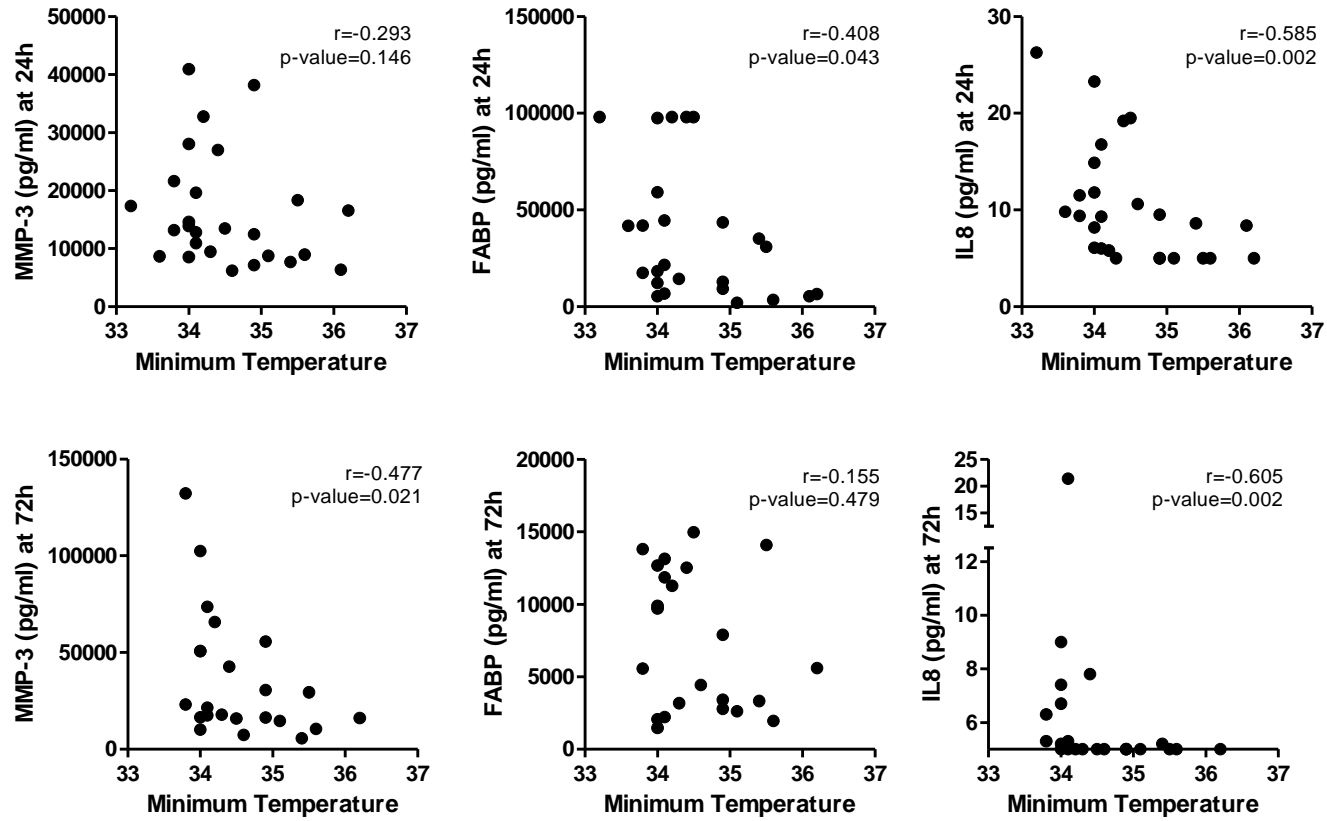 r=-0.293
p-value=0.146
MMP-3 (pg/ml) at 24h
50000
40000
30000
20000
10000
0
33 34 35 36 37
Minimum Temperature
r=-0.408
p-value=0.043
FABP (pg/ml) at 24h
150000
100000
50000
0
33 34 35 36 37
Minimum Temperature
r=-0.585
p-value=0.002
IL8 (pg/ml) at 24h
30
20
10
0
33 34 35 36 37
Minimum Temperature
r=-0.477
p-value=0.021
MMP-3 (pg/ml) at 72h
150000
100000
50000
0
33 34 35 36 37
Minimum Temperature
r=-0.155
p-value=0.479
FABP (pg/ml) at 72h
20000
15000
10000
5000
0
33 34 35 36 37
Minimum Temperature
r=-0.605
p-value=0.002
IL8 (pg/ml) at 72h
25
20
15
12
10
8
6
33 34 35 36 37
Minimum Temperature